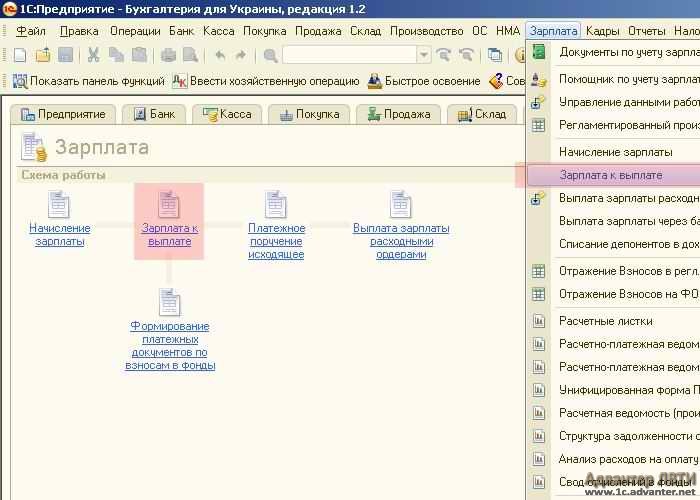 1С:Предприятие - Бухгалтерия для Украины, редакция 1.2
Файл Правка Операции Банк Касса Покупка Продажа Склад Производство ОС НМА Зарплата Кадры Отчеты Нало
Показать панель функций Ввести хозяйственную операцию Быстрое освоение Сов
Предприятие Банк Касса Покупка Продажа Склад
Зарплата
Схема работы
Начисление зарплаты
Зарплата к выплате
Платежное поручение исходящее
Выплата зарплаты расходными ордерами
Формирование платежных документов по взносам в фонды
Документы по учету зарпла
Помощник по учету зарплат
Управление данными работ
Регламентированный произ
Начисление зарплаты
Зарплата к выплате
Выплата зарплаты расходн
Выплата зарплаты через ба
Списание депонентов в дох
Отражение Взносов в регл.
Отражение Взносов на ФО
Расчетные листки
Расчетно-платежная ведом
Расчетно-платежная ведом
Унифицированная форма П
Расчетная ведомость (прои
Структура задолженности с
Анализ расходов на оплату
Свод отчислений в фонды
Адвантер ЛВТИ
www.1c.advanter.net